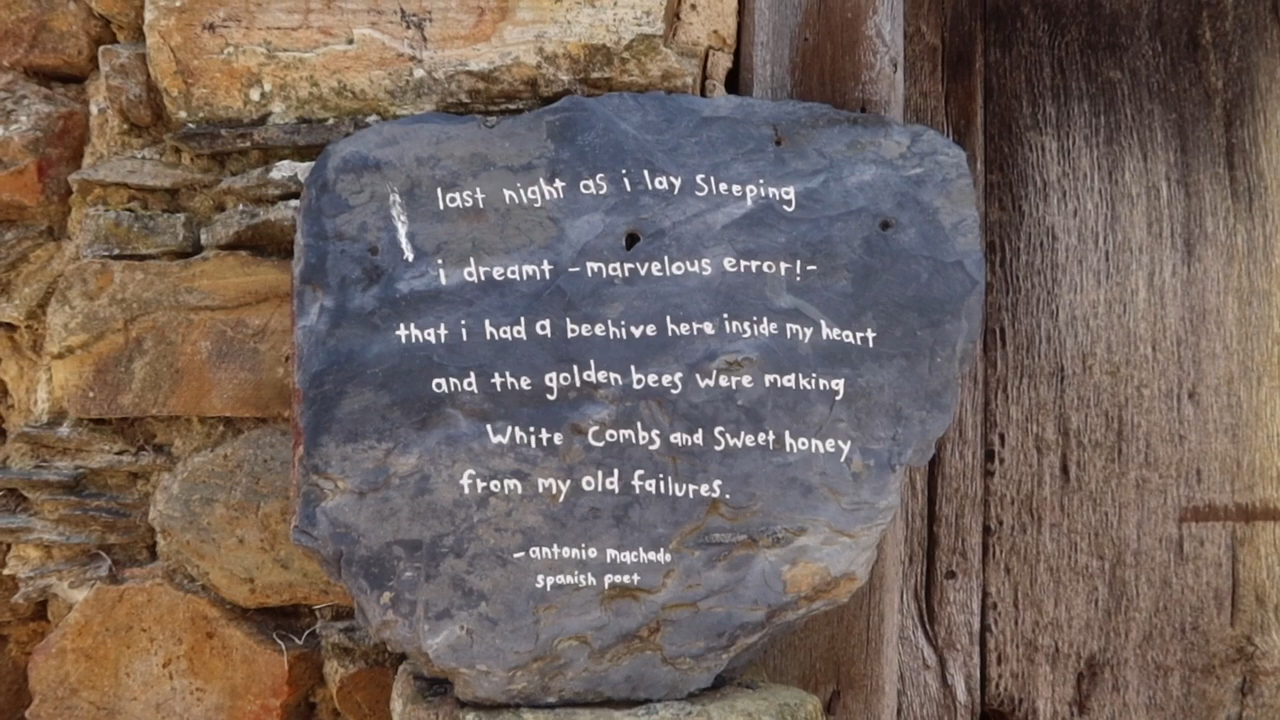 last night as i lay Sleeping
i dreamt -marvelous error!-
that i had a beehive here inside my heart
and the golden bees were making
White Combs and Sweet honey
from my old failures.
-antonio machado
spanish poet